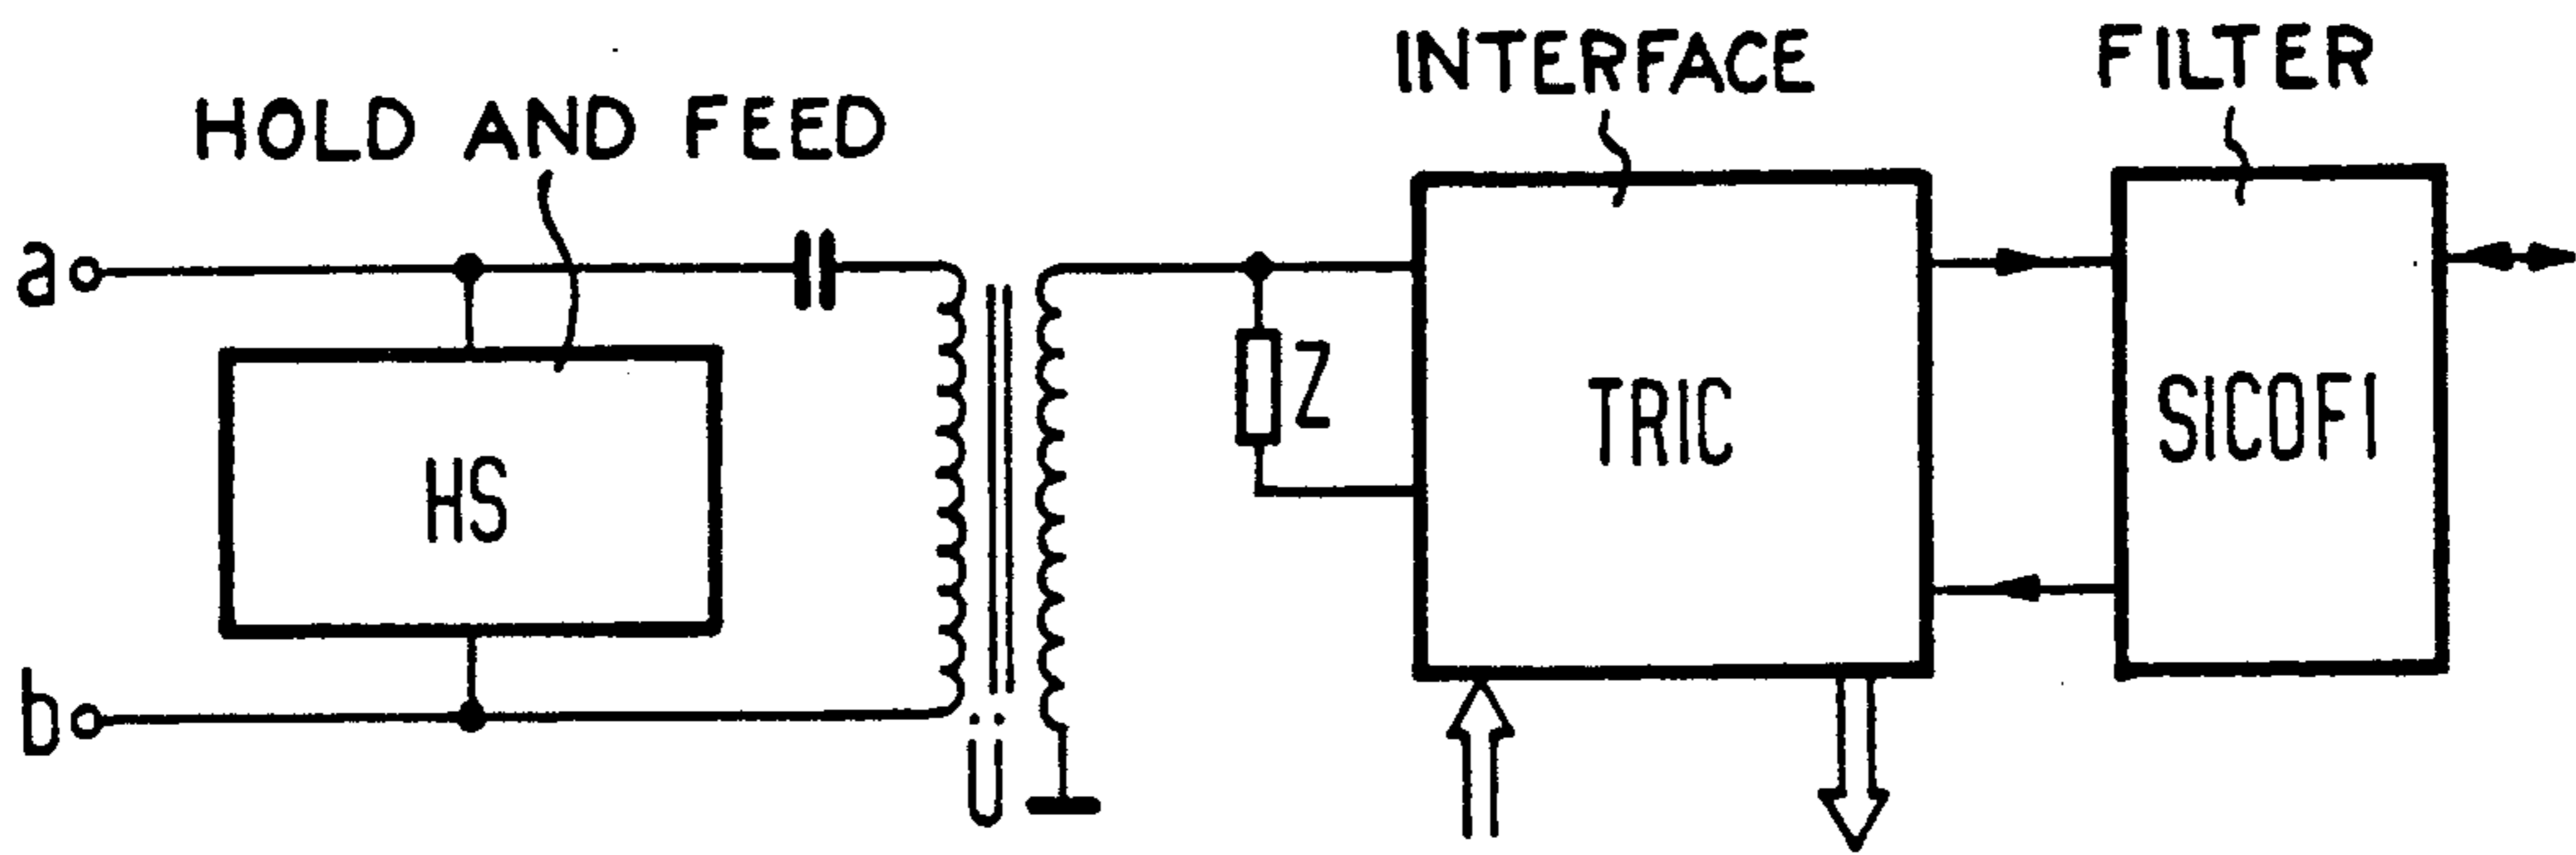 HOLD AND FEED
INTERFACE
FILTER
a
HS
Z
TRIC
SICOFI
b
Ü